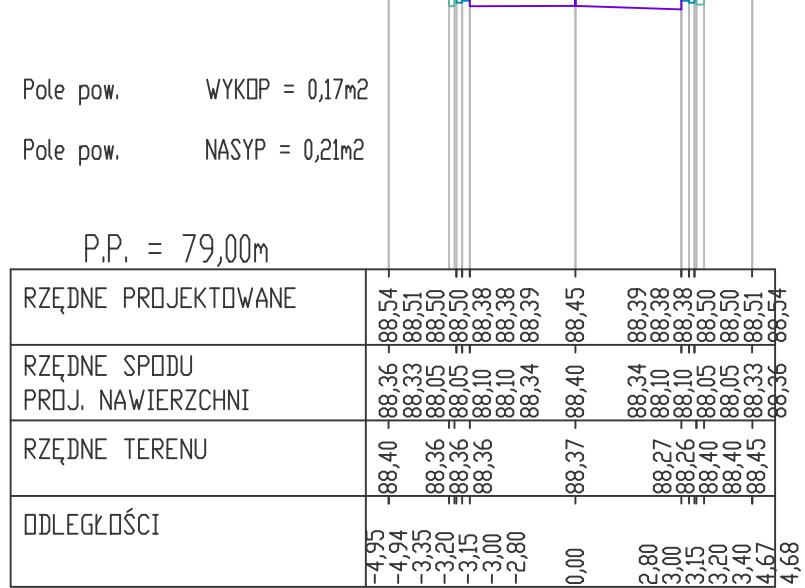 Pole pow. WYKOP = 0,17m2
Pole pow. NASYP = 0,21m2
P.P. = 79,00m
RZĘDNE PROJEKTOWANE 88,54 88,51 88,50 88,50 88,38 88,38 88,39 88,45 88,39 88,38 88,38 88,50 88,50 88,51 88,54
RZĘDNE SPODU
PROJ. NAWIERZCHNI 88,36 88,33 88,05 88,05 88,10 88,10 88,34 88,40 88,34 88,10 88,10 88,05 88,05 88,33 88,36
RZĘDNE TERENU 88,40 88,36 88,36 88,36 88,37 88,27 88,26 88,40 88,40 88,45
ODLEGŁOŚCI -4,95 -4,94 -3,35 -3,20 -3,15 -3,00 -2,80 0,00 2,80 3,00 3,15 3,20 3,40 4,67 4,68